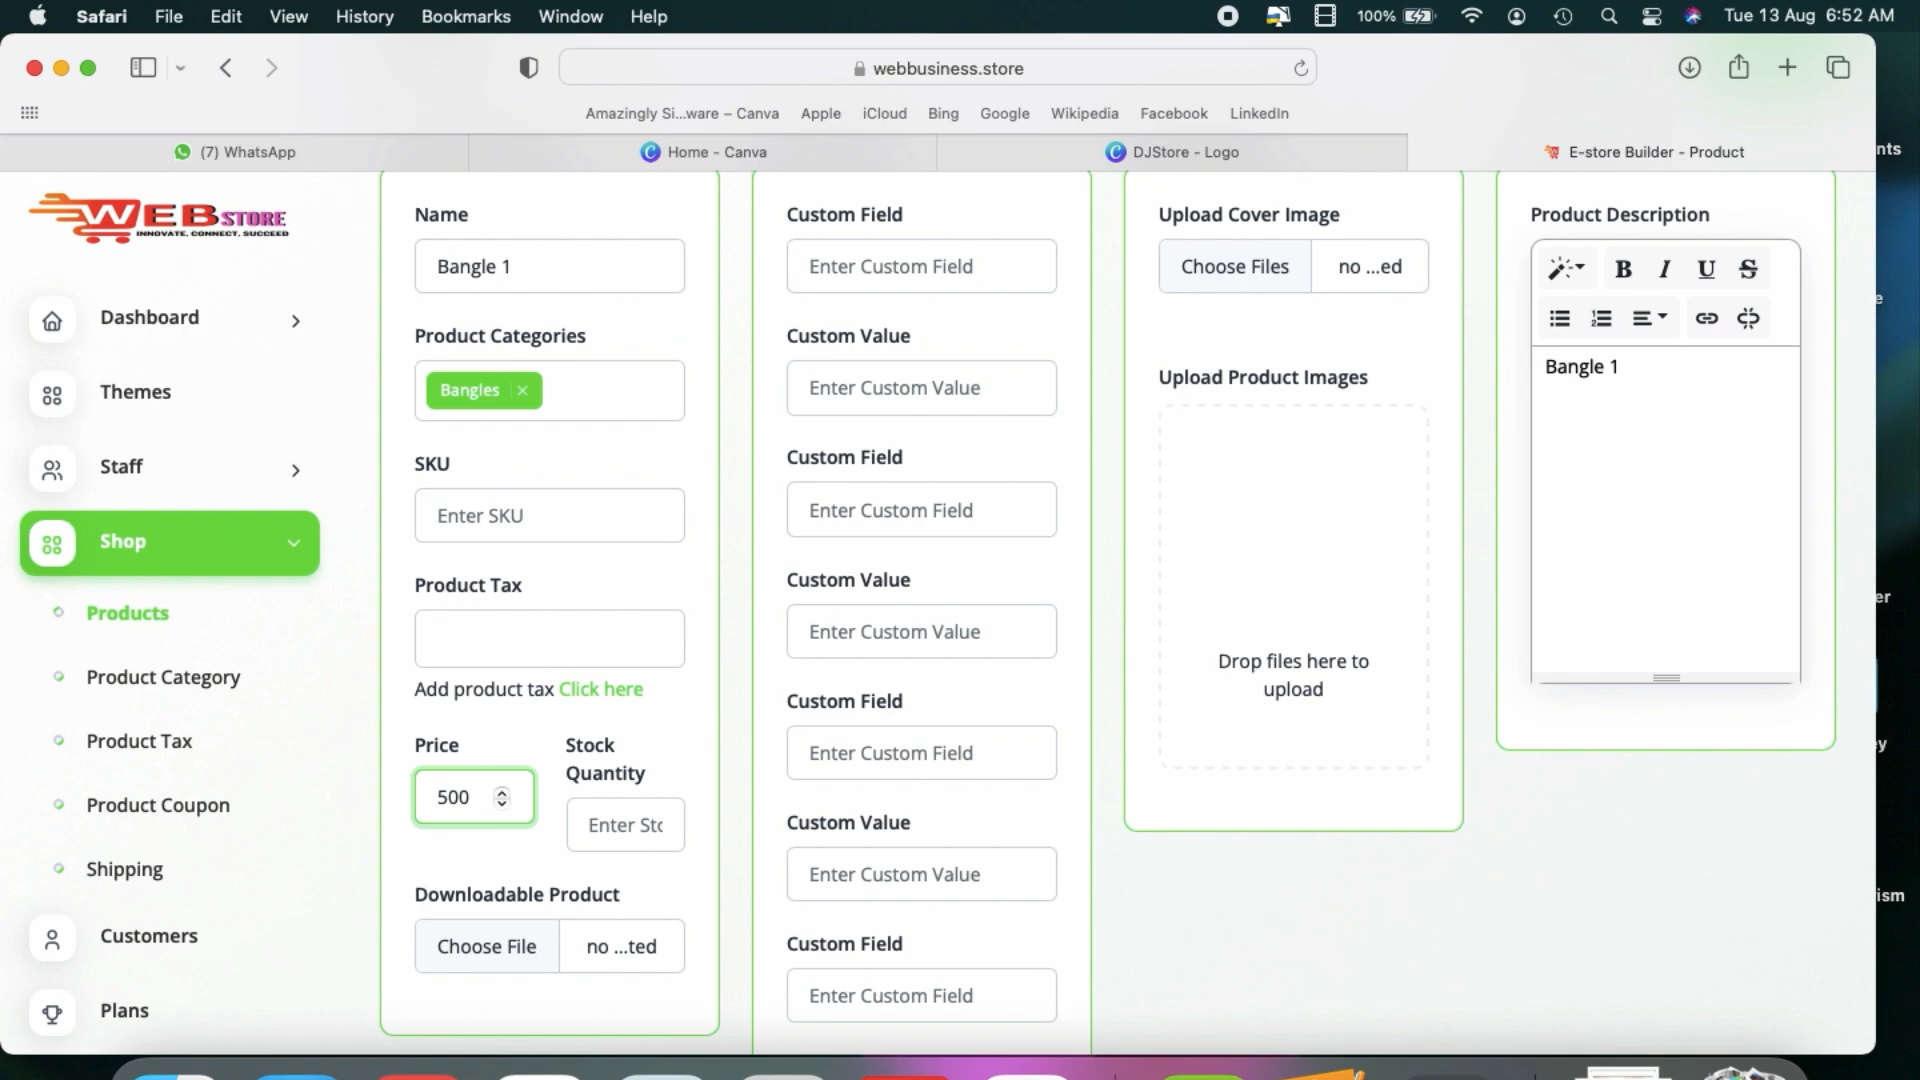 Safari File Edit View History Bookmarks Window Help 100% Tue 13 Aug 6:52 AM
webbusiness.store
Amazingly Si...ware – Canva Apple iCloud Bing Google Wikipedia Facebook LinkedIn
(7) WhatsApp Home - Canva DJStore - Logo E-store Builder - Product
nts
WEB STORE
INNOVATE, CONNECT, SUCCEED
Dashboard
Themes
Staff
Shop
Products
Product Category
Product Tax
Product Coupon
Shipping
Customers
Plans
Name
Bangle 1
Product Categories
Bangles ×
SKU
Enter SKU
Product Tax
Add product tax Click here
Price
500
Stock
Quantity
Enter Stc
Downloadable Product
Choose File no ...ted
Custom Field
Enter Custom Field
Custom Value
Enter Custom Value
Custom Field
Enter Custom Field
Custom Value
Enter Custom Value
Custom Field
Enter Custom Field
Custom Value
Enter Custom Value
Custom Field
Enter Custom Field
Upload Cover Image
Choose Files no ...ed
Upload Product Images
Drop files here to
upload
Product Description
B I U S
Bangle 1
e
er
ey
ism